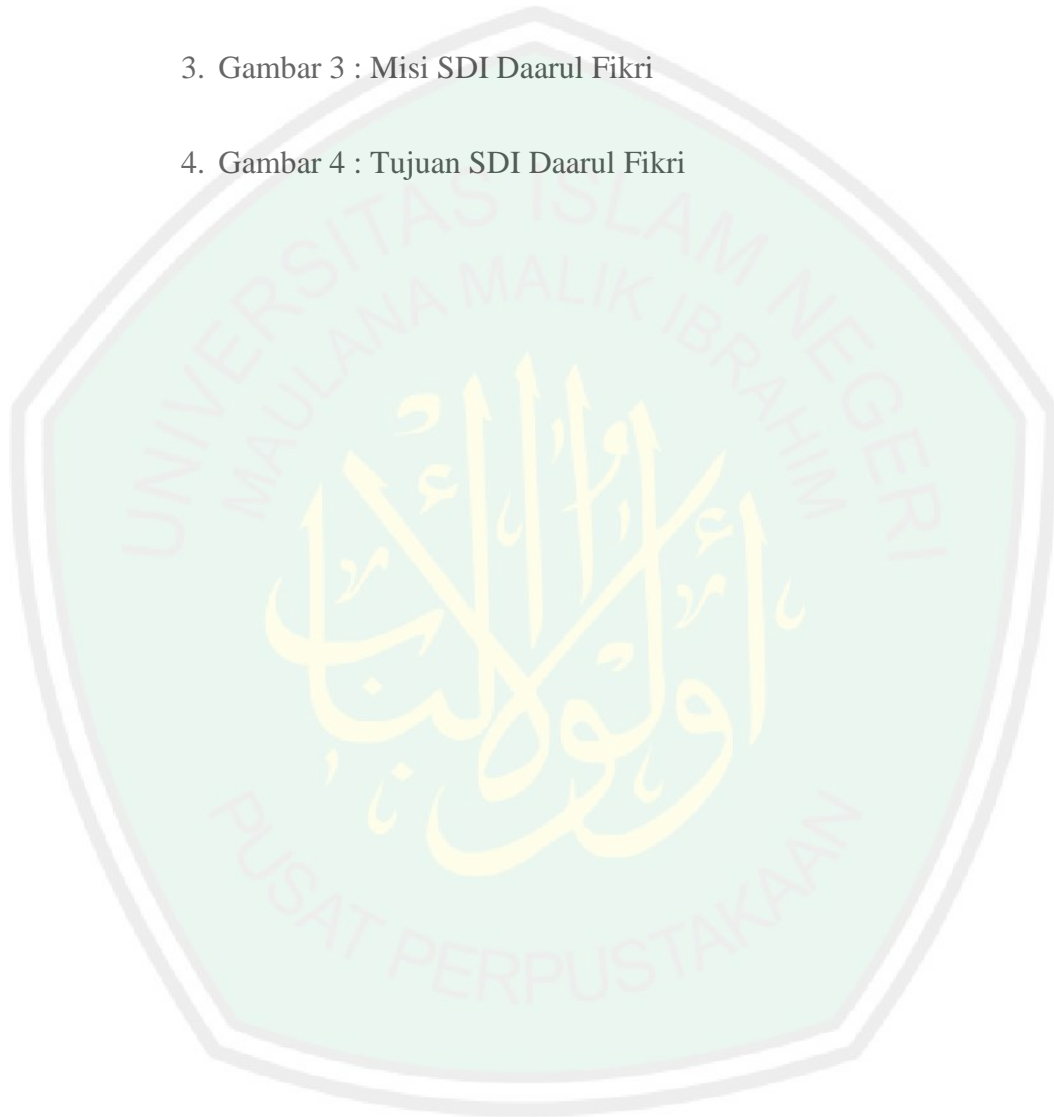 3. Gambar 3 : Misi SDI Daarul Fikri
4. Gambar 4 : Tujuan SDI Daarul Fikri
UNIVERSITAS ISLAM NEGERI
MAULANA MALIK IBRAHIM
أولوا الألباب
PUSAT PERPUSTAKAAN